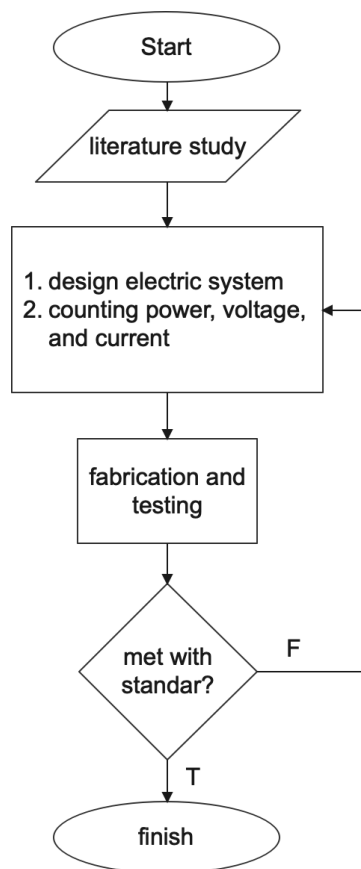 Start
literature study
1. design electric system
2. counting power, voltage,
and current
fabrication and
testing
met with
standar?
F
T
finish